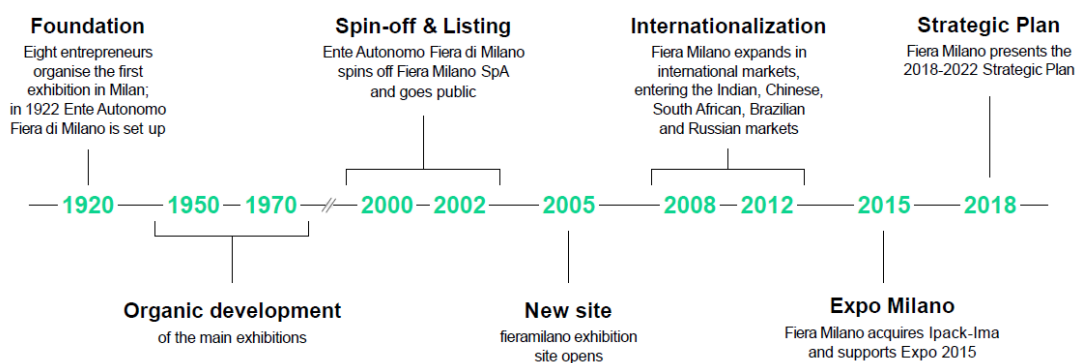 Foundation
Eight entrepreneurs
organise the first
exhibition in Milan;
in 1922 Ente Autonomo
Fiera di Milano is set up
Spin-off & Listing
Ente Autonomo Fiera di Milano
spins off Fiera Milano SpA
and goes public
Internationalization
Fiera Milano expands in
international markets,
entering the Indian, Chinese,
South African, Brazilian
and Russian markets
Strategic Plan
Fiera Milano presents the
2018-2022 Strategic Plan
1920 1950 1970 2000 2002 2005 2008 2012 2015 2018
Organic development
of the main exhibitions
New site
fieramilano exhibition
site opens
Expo Milano
Fiera Milano acquires Ipack-Ima
and supports Expo 2015